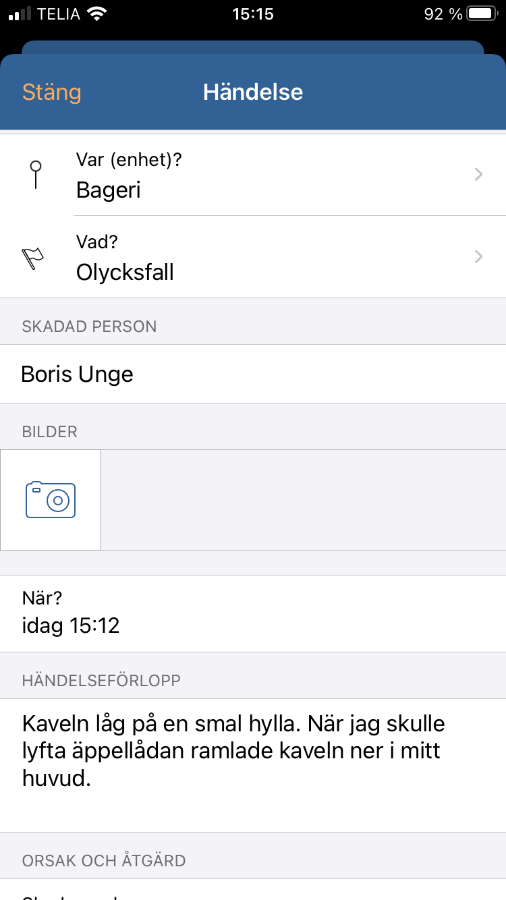 TELIA 15:15 92 %
Stäng Händelse
Var (enhet)?
Bageri
Vad?
Olycksfall
SKADAD PERSON
Boris Unge
BILDER
När?
idag 15:12
HÄNDELSEFÖRLOPP
Kaveln låg på en smal hylla. När jag skulle
lyfta äppellådan ramlade kaveln ner i mitt
huvud.
ORSAK OCH ÅTGÄRD